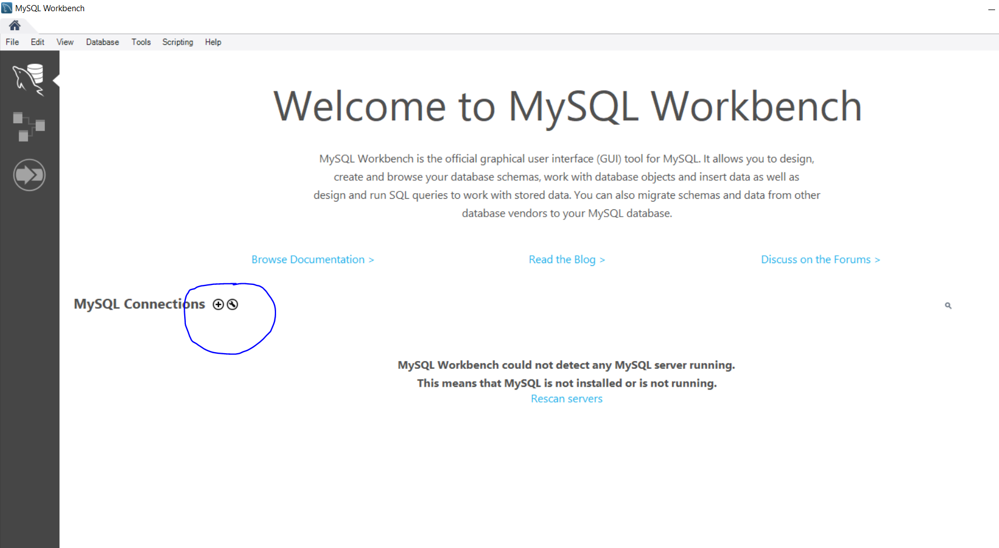 MySQL Workbench
File Edit View Database Tools Scripting Help
Welcome to MySQL Workbench
MySQL Workbench is the official graphical user interface (GUI) tool for MySQL. It allows you to design,
create and browse your database schemas, work with database objects and insert data as well as
design and run SQL queries to work with stored data. You can also migrate schemas and data from other
database vendors to your MySQL database.
Browse Documentation > Read the Blog > Discuss on the Forums >
MySQL Connections
MySQL Workbench could not detect any MySQL server running.
This means that MySQL is not installed or is not running.
Rescan servers